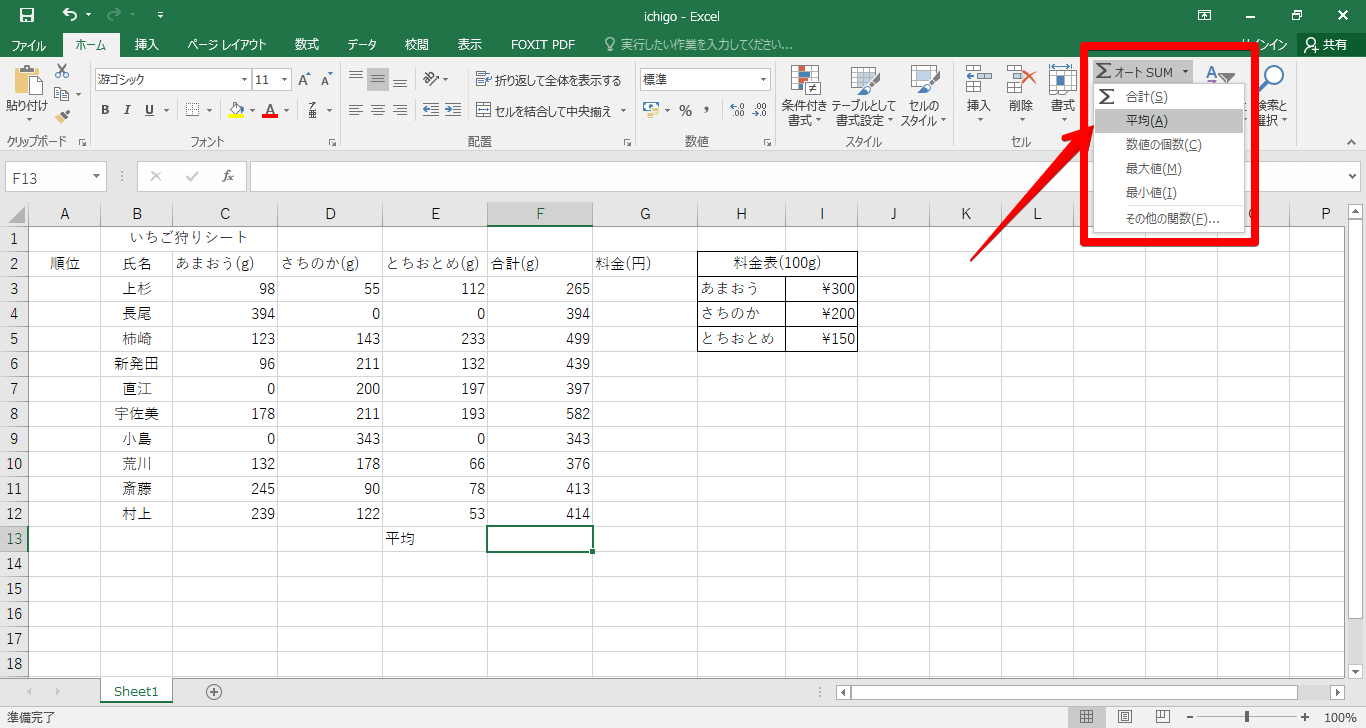 ichigo - Excel
ファイル ホーム 挿入 ページ レイアウト 数式 データ 校閲 表示 FOXIT PDF 実行したい作業を入力してください... サインイン 共有
貼り付け
クリップボード
游ゴシック 11
B I U 亜
フォント
折り返して全体を表示する
セルを結合して中央揃え
配置
標準
% ,
数値
条件付き書式 テーブルとして書式設定 セルのスタイル
スタイル
挿入 削除 書式
セル
Σ オート SUM
Σ 合計(S)
平均(A)
数値の個数(C)
最大値(M)
最小値(I)
その他の関数(F)...
検索と
選択
F13 fx
A B C D E F G H I J K L P
1 いちご狩りシート
2 順位 氏名 あまおう(g) さちのか(g) とちおとめ(g) 合計(g) 料金(円) 料金表(100g)
3 上杉 98 55 112 265 あまおう ¥300
4 長尾 394 0 0 394 さちのか ¥200
5 柿崎 123 143 233 499 とちおとめ ¥150
6 新発田 96 211 132 439
7 直江 0 200 197 397
8 宇佐美 178 211 193 582
9 小島 0 343 0 343
10 荒川 132 178 66 376
11 斎藤 245 90 78 413
12 村上 239 122 53 414
13 平均
14
15
16
17
18
Sheet1
準備完了 100%